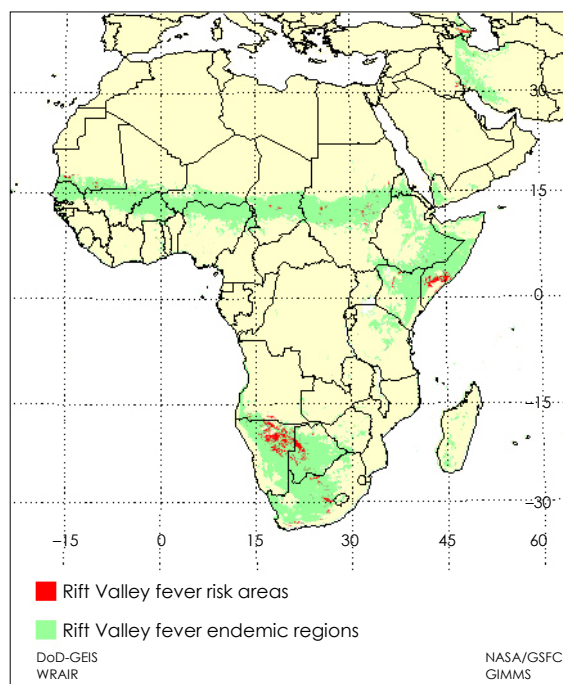 30
15
0
−15
−30
−15 0 15 30 45 60
Rift Valley fever risk areas
Rift Valley fever endemic regions
DoD-GEIS NASA/GSFC
WRAIR GIMMS